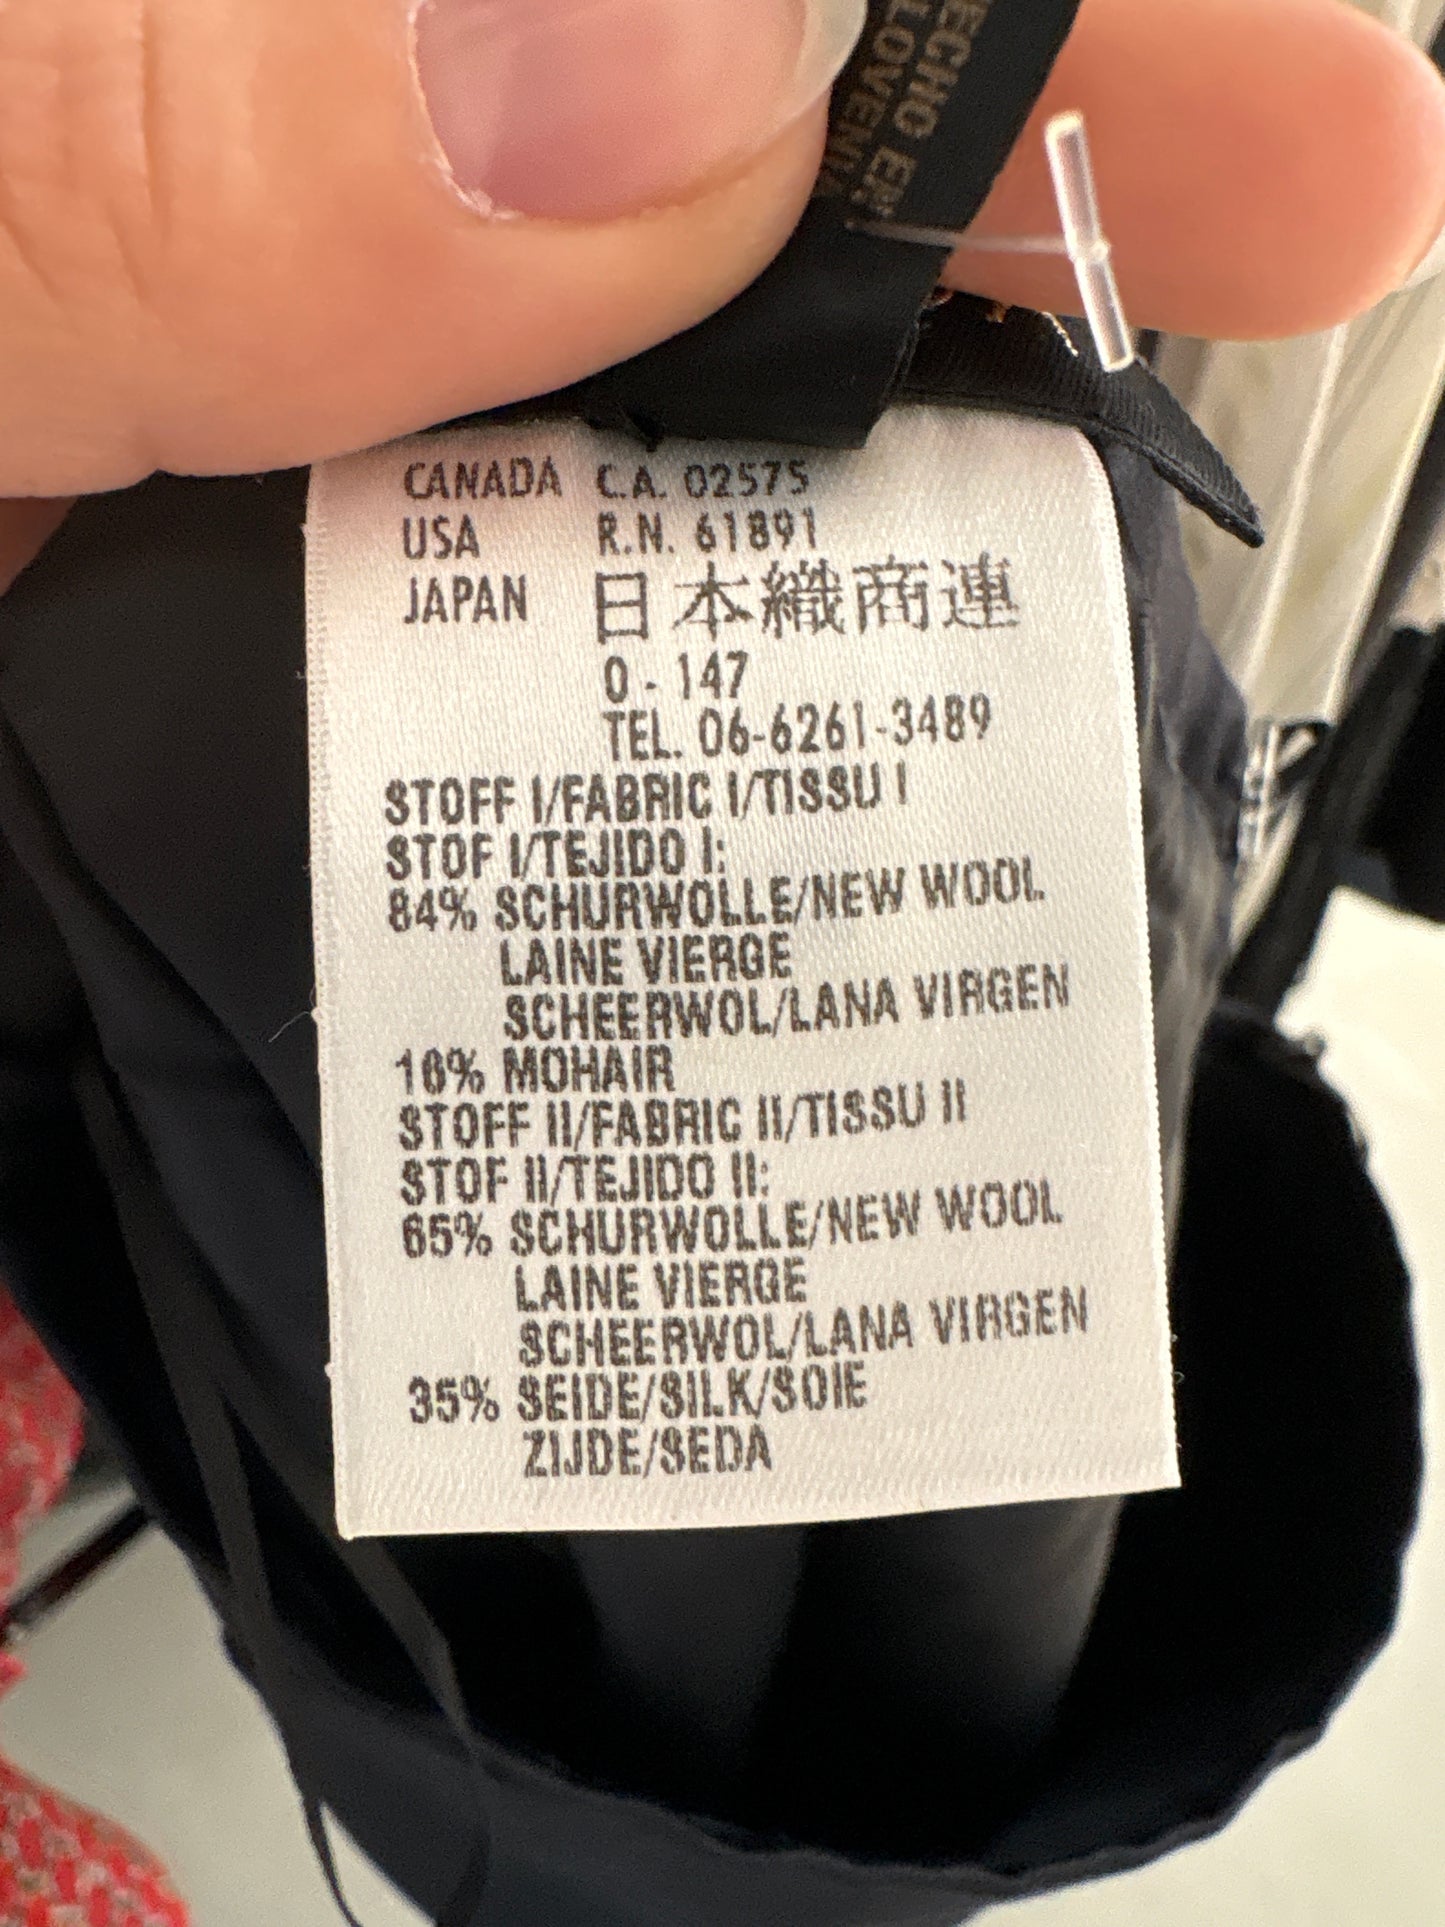 CANADA C.A. 02575
USA R.N. 61891
JAPAN 日本織商連
0 - 147
TEL. 06-6261-3489
STOFF I/FABRIC I/TISSU I
STOF I/TEJIDO I:
84% SCHURWOLLE/NEW WOOL
LAINE VIERGE
SCHEERWOL/LANA VIRGEN
16% MOHAIR
STOFF II/FABRIC II/TISSU II
STOF II/TEJIDO II:
65% SCHURWOLLE/NEW WOOL
LAINE VIERGE
SCHEERWOL/LANA VIRGEN
35% SEIDE/SILK/SOIE
ZIJDE/SEDA